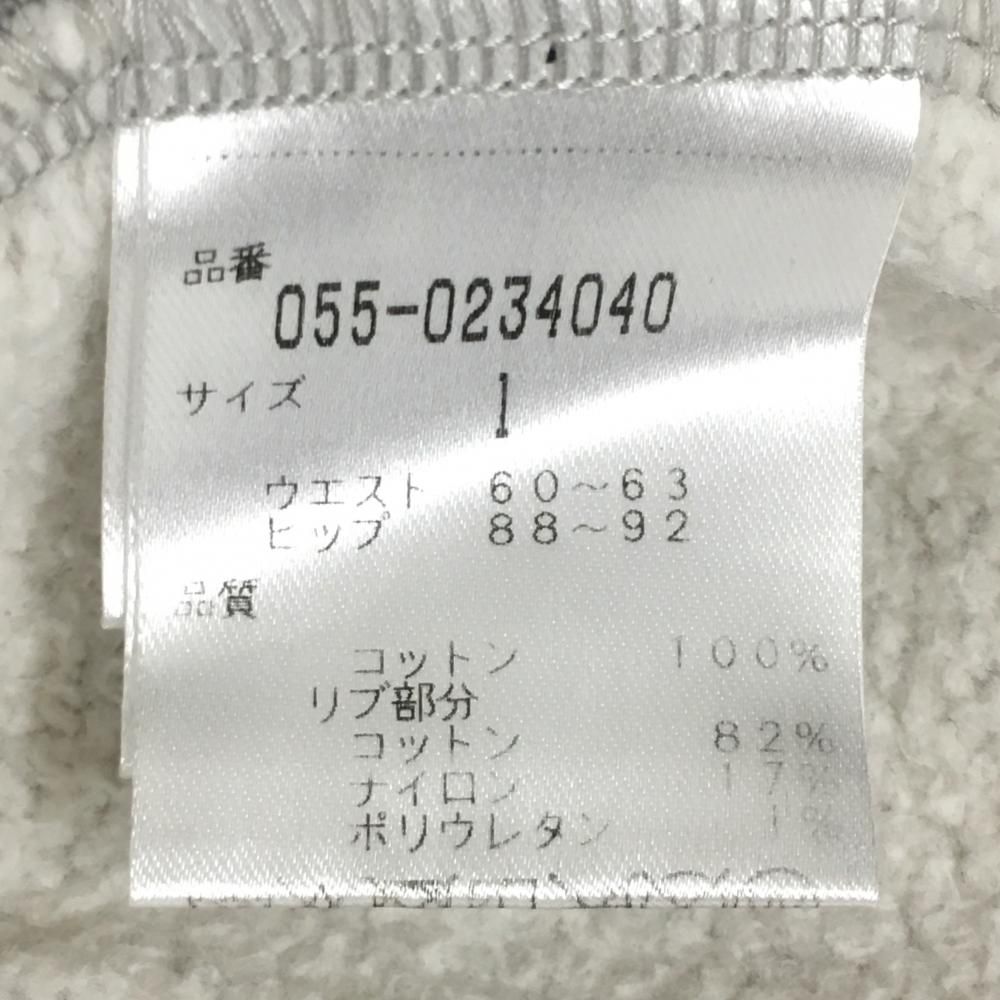 品番
055-0234040
サイズ 1
ウエスト 60～63
ヒップ 88～92
品質
コットン 100%
リブ部分
コットン 82%
ナイロン 17%
ポリウレタン 1%